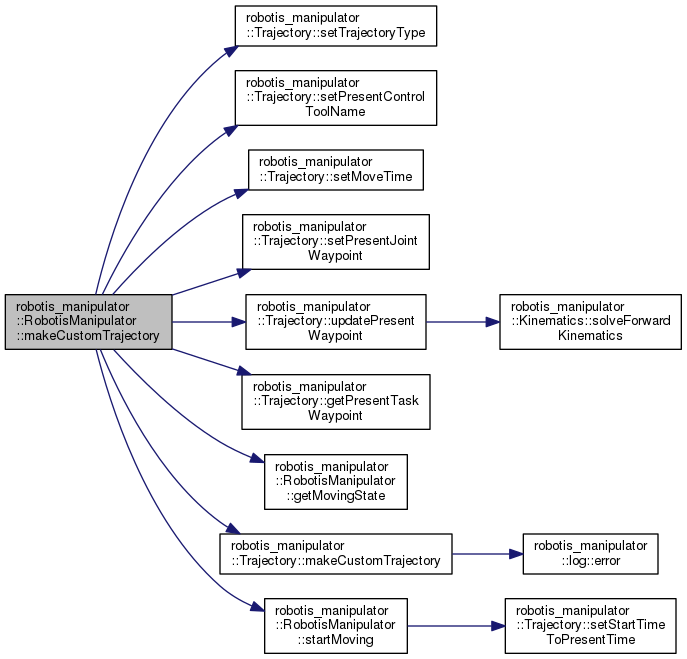 robotis_manipulator
::Trajectory::setTrajectoryType
robotis_manipulator
::Trajectory::setPresentControl
ToolName
robotis_manipulator
::Trajectory::setMoveTime
robotis_manipulator
::Trajectory::setPresentJoint
Waypoint
robotis_manipulator
::RobotisManipulator
::makeCustomTrajectory
robotis_manipulator
::Trajectory::updatePresent
Waypoint
robotis_manipulator
::Kinematics::solveForward
Kinematics
robotis_manipulator
::Trajectory::getPresentTask
Waypoint
robotis_manipulator
::RobotisManipulator
::getMovingState
robotis_manipulator
::Trajectory::makeCustomTrajectory
robotis_manipulator
::log::error
robotis_manipulator
::RobotisManipulator
::startMoving
robotis_manipulator
::Trajectory::setStartTime
ToPresentTime